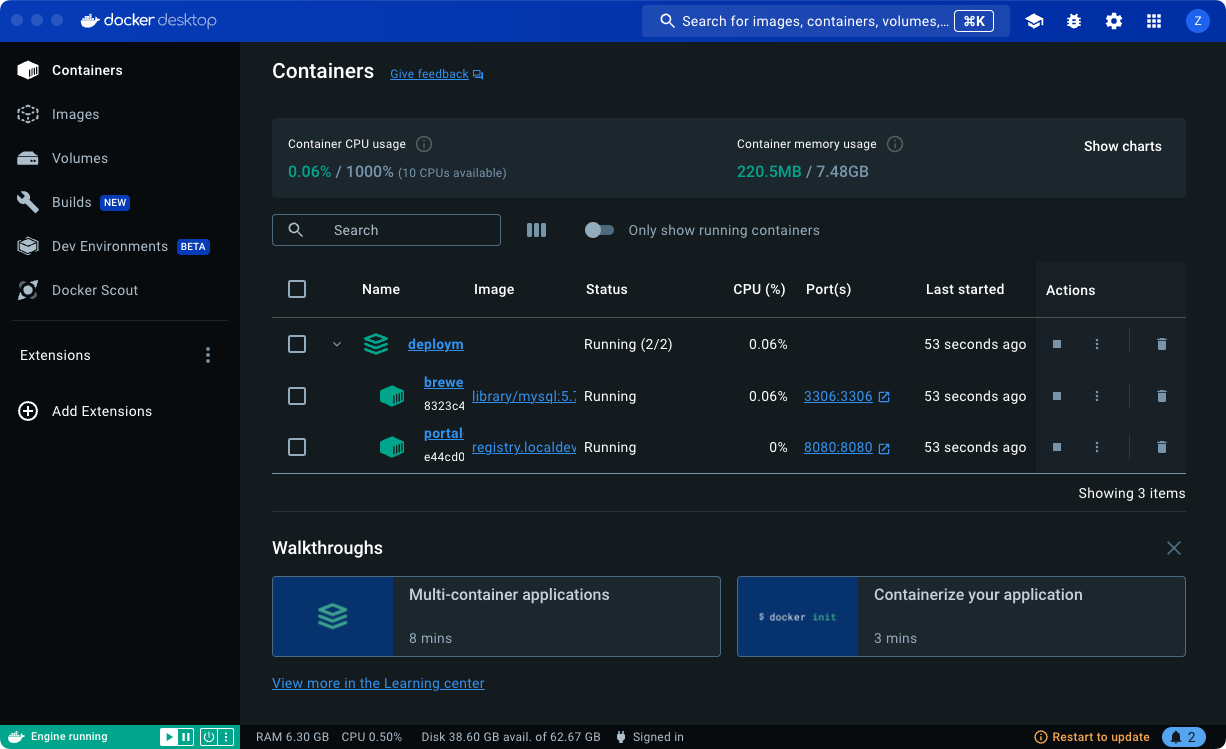 docker desktop
Search for images, containers, volumes,... ⌘K
Z
Containers
Images
Volumes
Builds NEW
Dev Environments BETA
Docker Scout
Extensions
Add Extensions
Containers Give feedback
Container CPU usage
0.06% / 1000% (10 CPUs available)
Container memory usage
220.5MB / 7.48GB
Show charts
Search
Only show running containers
Name Image Status CPU (%) Port(s) Last started Actions
deploym Running (2/2) 0.06% 53 seconds ago
brewe
8323c4 library/mysql:5.7 Running 0.06% 3306:3306 53 seconds ago
portal
e44cd0 registry.localdev Running 0% 8080:8080 53 seconds ago
Showing 3 items
Walkthroughs
Multi-container applications
8 mins
$ docker init
Containerize your application
3 mins
View more in the Learning center
Engine running
RAM 6.30 GB CPU 0.50% Disk 38.60 GB avail. of 62.67 GB Signed in
Restart to update
2